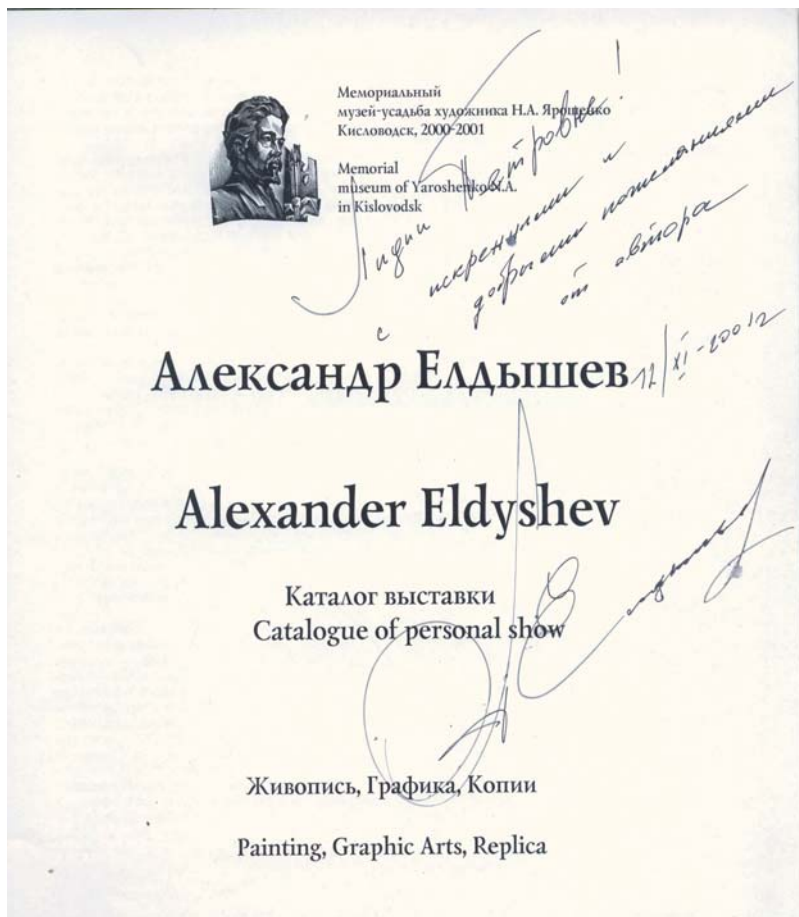 Мемориальный
музей-усадьба художника Н.А. Ярошенко
Кисловодск, 2000-2001
Memorial
museum of Yaroshenko N.A.
in Kislovodsk
Лидии Петровне!
с искренними и
добрыми пожеланиями
от автора
12/XI-2001г
Александр Елдышев
Alexander Eldyshev
Каталог выставки
Catalogue of personal show
А Елдышев
Живопись, Графика, Копии
Painting, Graphic Arts, Replica